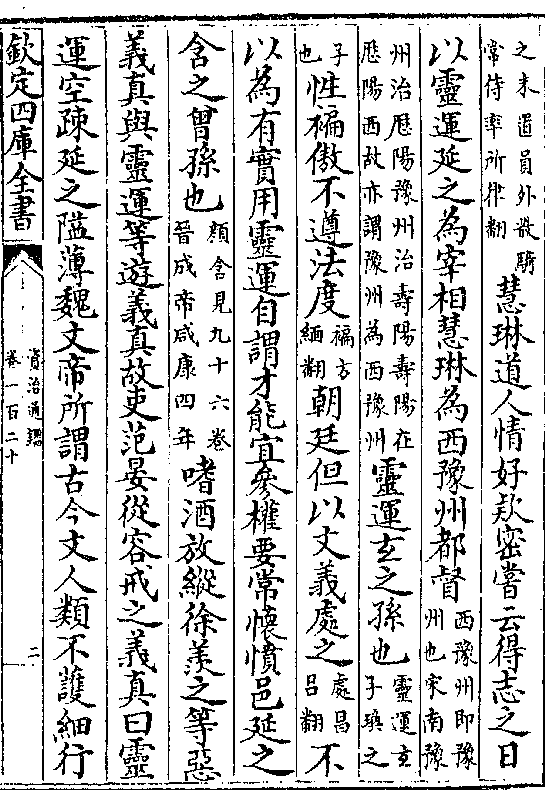 之未置員外散騎
常侍率所律翻
慧琳道人情好欵密嘗云得志之日
以靈運延之為宰相慧琳為西豫州都督
西豫州即豫
州也宋南豫
州治歷陽豫州治壽陽壽陽在
歷陽西故亦謂豫州為西豫州
靈運玄之孫也
靈運玄
子瑍之
子
也
性褊傲不遵法度
褊方
緬翻
朝廷但以文義處之
處昌
呂翻
不
以為有實用靈運自謂才能宜參權要常懷憤邑延之
含之曾孫也
顔含見九十六卷
晉成帝咸康四年
嗜酒放縱徐羨之等惡
義真與靈運等遊義真故吏范晏從容戒之義真曰靈
運空疎延之隘薄魏文帝所謂古今文人類不護細行
欽定四庫全書
資治通鑑
卷一百二十
二